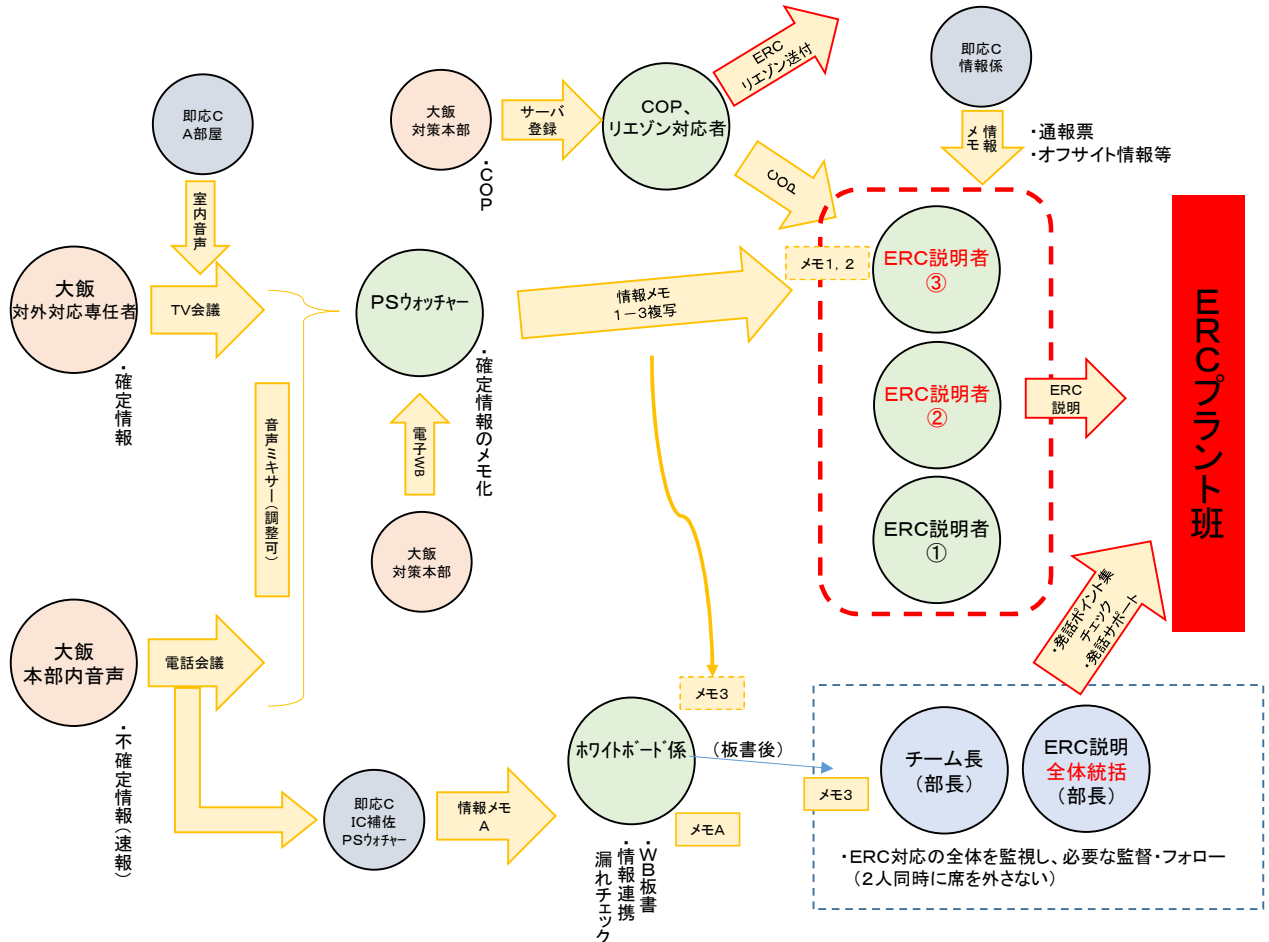 即応C
A部屋
室内音声
大飯
対外対応専任者
・確定情報
TV会議
音声ミキサー(調整可)
大飯
本部内音声
・不確定情報(速報)
電話会議
大飯
対策本部
・COP
サーバ
登録
COP、
リエゾン対応者
ERC
リエゾン送付
COP
即応C
情報係
情報
メモ
・通報票
・オフサイト情報等
PSウォッチャー
・確定情報のメモ化
電子WB
大飯
対策本部
情報メモ
1-3複写
メモ1,2
ERC説明者
③
ERC説明者
②
ERC説明者
①
ERC
説明
ERCプラント班
・発話ポイント集
チェック
・発話サポート
即応C
IC補佐
PSウォチャー
情報メモ
A
メモ3
ホワイトボード係
メモA
・WB板書
・情報連携
漏れチェック
(板書後)
メモ3
チーム長
(部長)
ERC説明
全体統括
(部長)
・ERC対応の全体を監視し、必要な監督・フォロー
(2人同時に席を外さない)